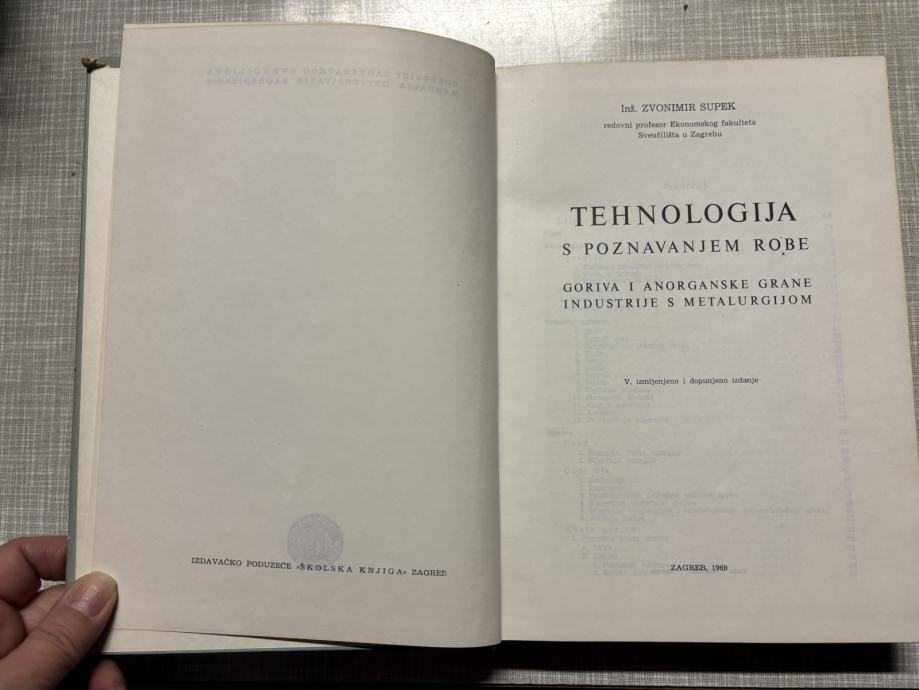 IZDAVAČKO PODUZEĆE »ŠKOLSKA KNJIGA« ZAGREB
Inž. ZVONIMIR SUPEK
redovni profesor Ekonomskog fakulteta
Sveučilišta u Zagrebu
TEHNOLOGIJA
S POZNAVANJEM ROBE
GORIVA I ANORGANSKE GRANE
INDUSTRIJE S METALURGIJOM
V, izmijenjeno i dopunjeno izdanje
ZAGREB, 1969